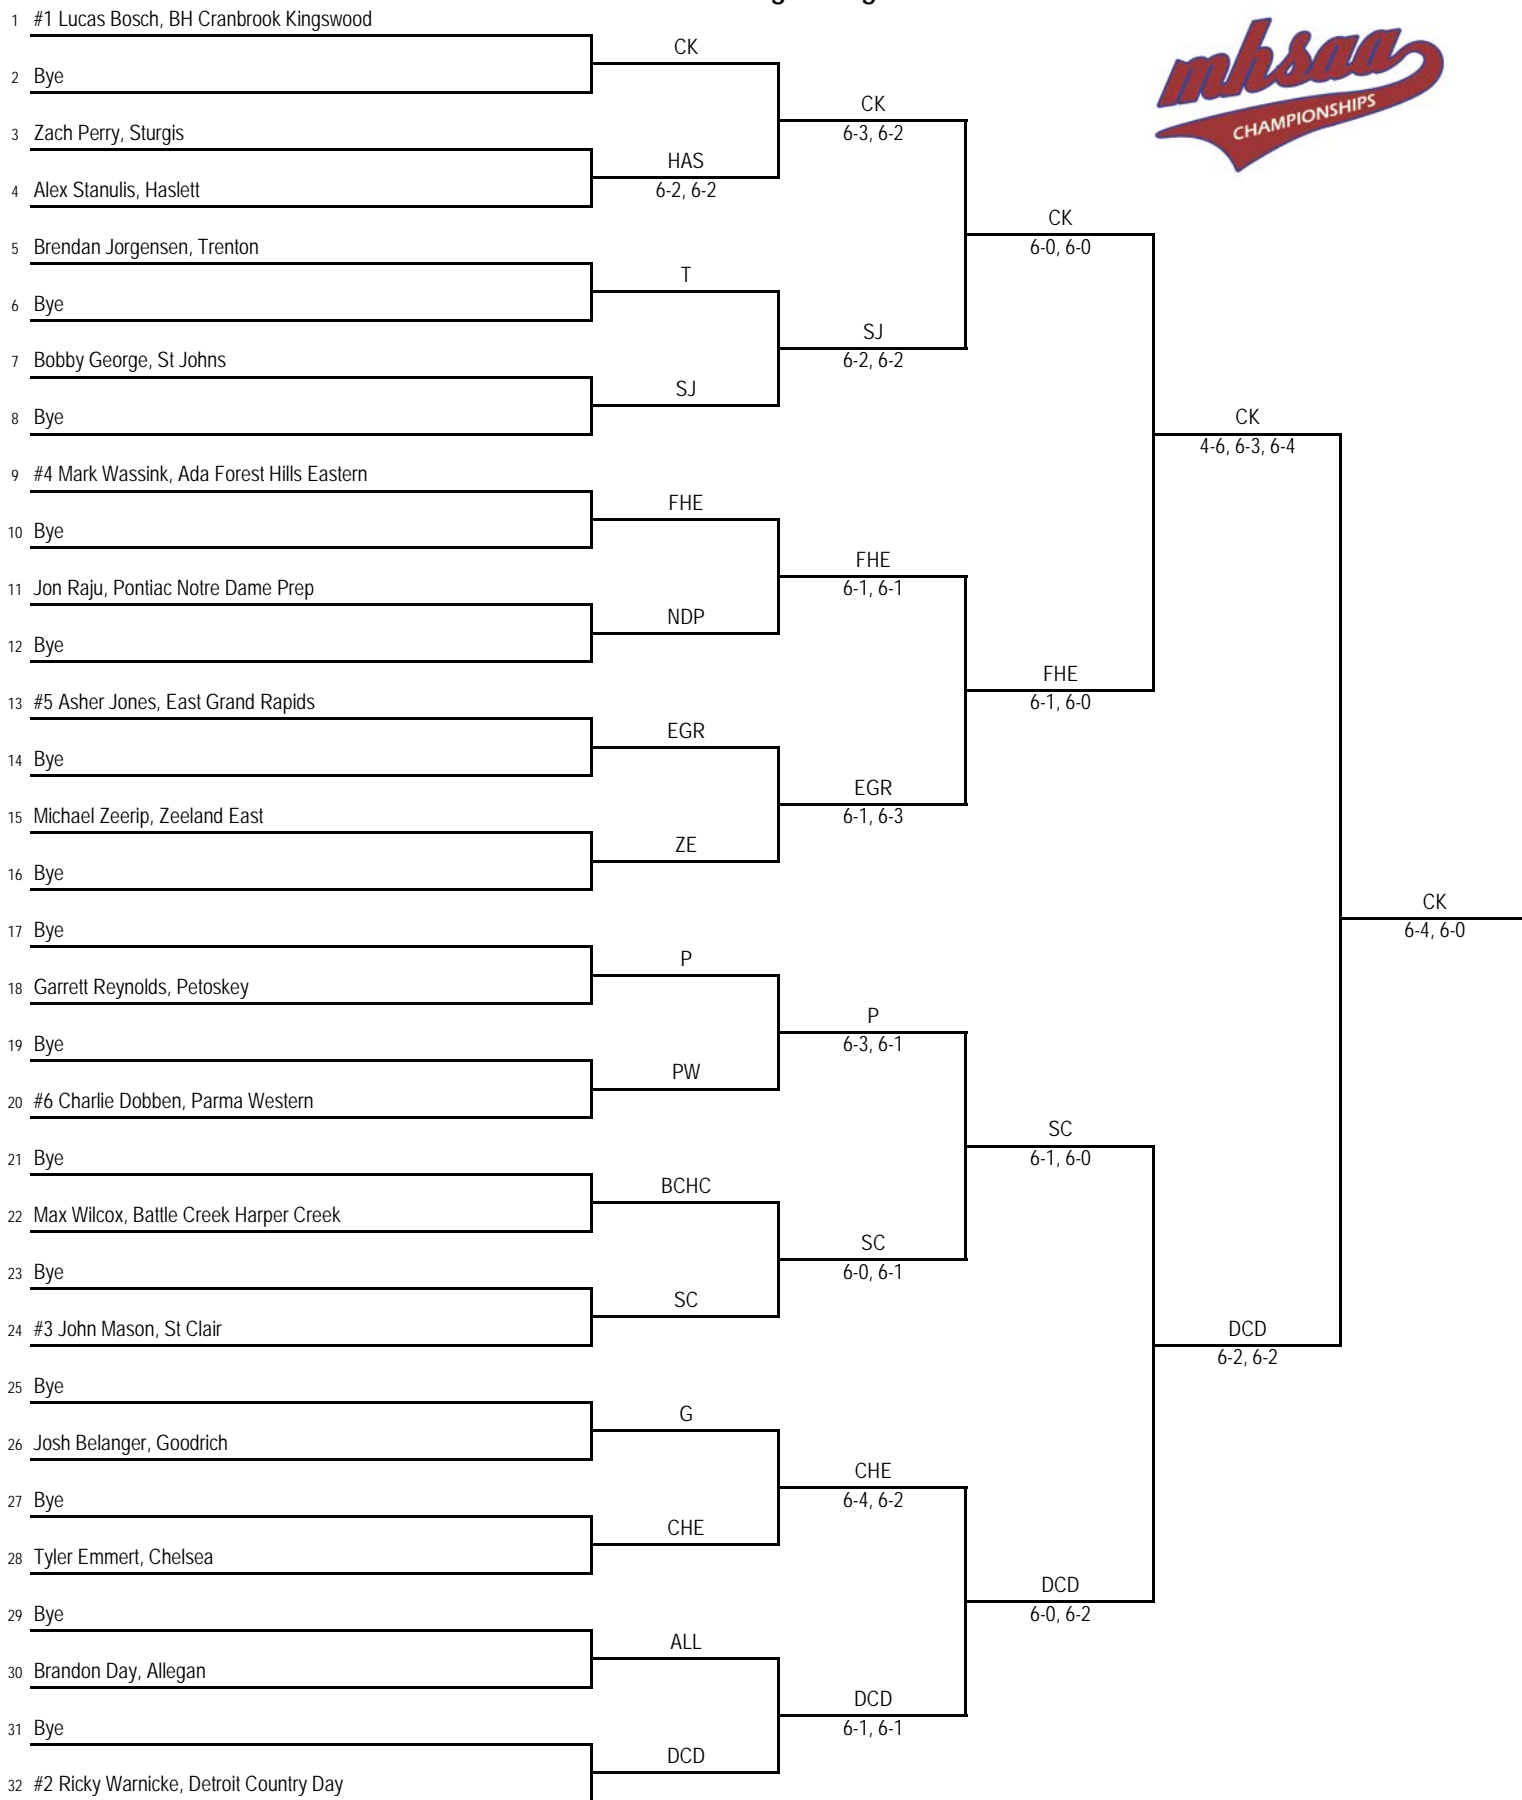 1 #1 Lucas Bosch, BH Cranbrook Kingswood
CK
2 Bye
CK
6-3, 6-2
3 Zach Perry, Sturgis
HAS
6-2, 6-2
4 Alex Stanulis, Haslett
CK
6-0, 6-0
5 Brendan Jorgensen, Trenton
T
6 Bye
SJ
6-2, 6-2
7 Bobby George, St Johns
SJ
8 Bye
CK
4-6, 6-3, 6-4
9 #4 Mark Wassink, Ada Forest Hills Eastern
FHE
10 Bye
FHE
6-1, 6-1
11 Jon Raju, Pontiac Notre Dame Prep
NDP
12 Bye
FHE
6-1, 6-0
13 #5 Asher Jones, East Grand Rapids
EGR
14 Bye
EGR
6-1, 6-3
15 Michael Zeerip, Zeeland East
ZE
16 Bye
CK
6-4, 6-0
17 Bye
P
18 Garrett Reynolds, Petoskey
P
6-3, 6-1
19 Bye
PW
20 #6 Charlie Dobben, Parma Western
SC
6-1, 6-0
21 Bye
BCHC
22 Max Wilcox, Battle Creek Harper Creek
SC
6-0, 6-1
23 Bye
SC
24 #3 John Mason, St Clair
DCD
6-2, 6-2
25 Bye
G
26 Josh Belanger, Goodrich
CHE
6-4, 6-2
27 Bye
CHE
28 Tyler Emmert, Chelsea
DCD
6-0, 6-2
29 Bye
ALL
30 Brandon Day, Allegan
DCD
6-1, 6-1
31 Bye
DCD
32 #2 Ricky Warnicke, Detroit Country Day
mhsaa
CHAMPIONSHIPS